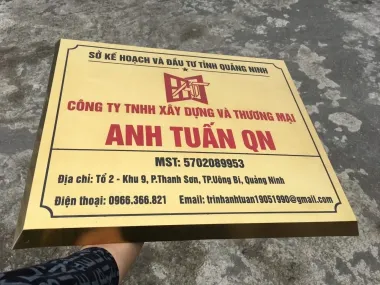 SỞ KẾ HOẠCH VÀ ĐẦU TƯ TỈNH QUẢNG NINH
CÔNG TY TNHH XÂY DỰNG VÀ THƯƠNG MẠI
ANH TUẤN QN
MST: 5702089953
Địa chỉ: Tổ 2 - Khu 9, P.Thanh Sơn, TP.Uông Bí, Quảng Ninh
Điện thoại: 0966.366.821 Email: trinhanhtuan19051990@gmail.com